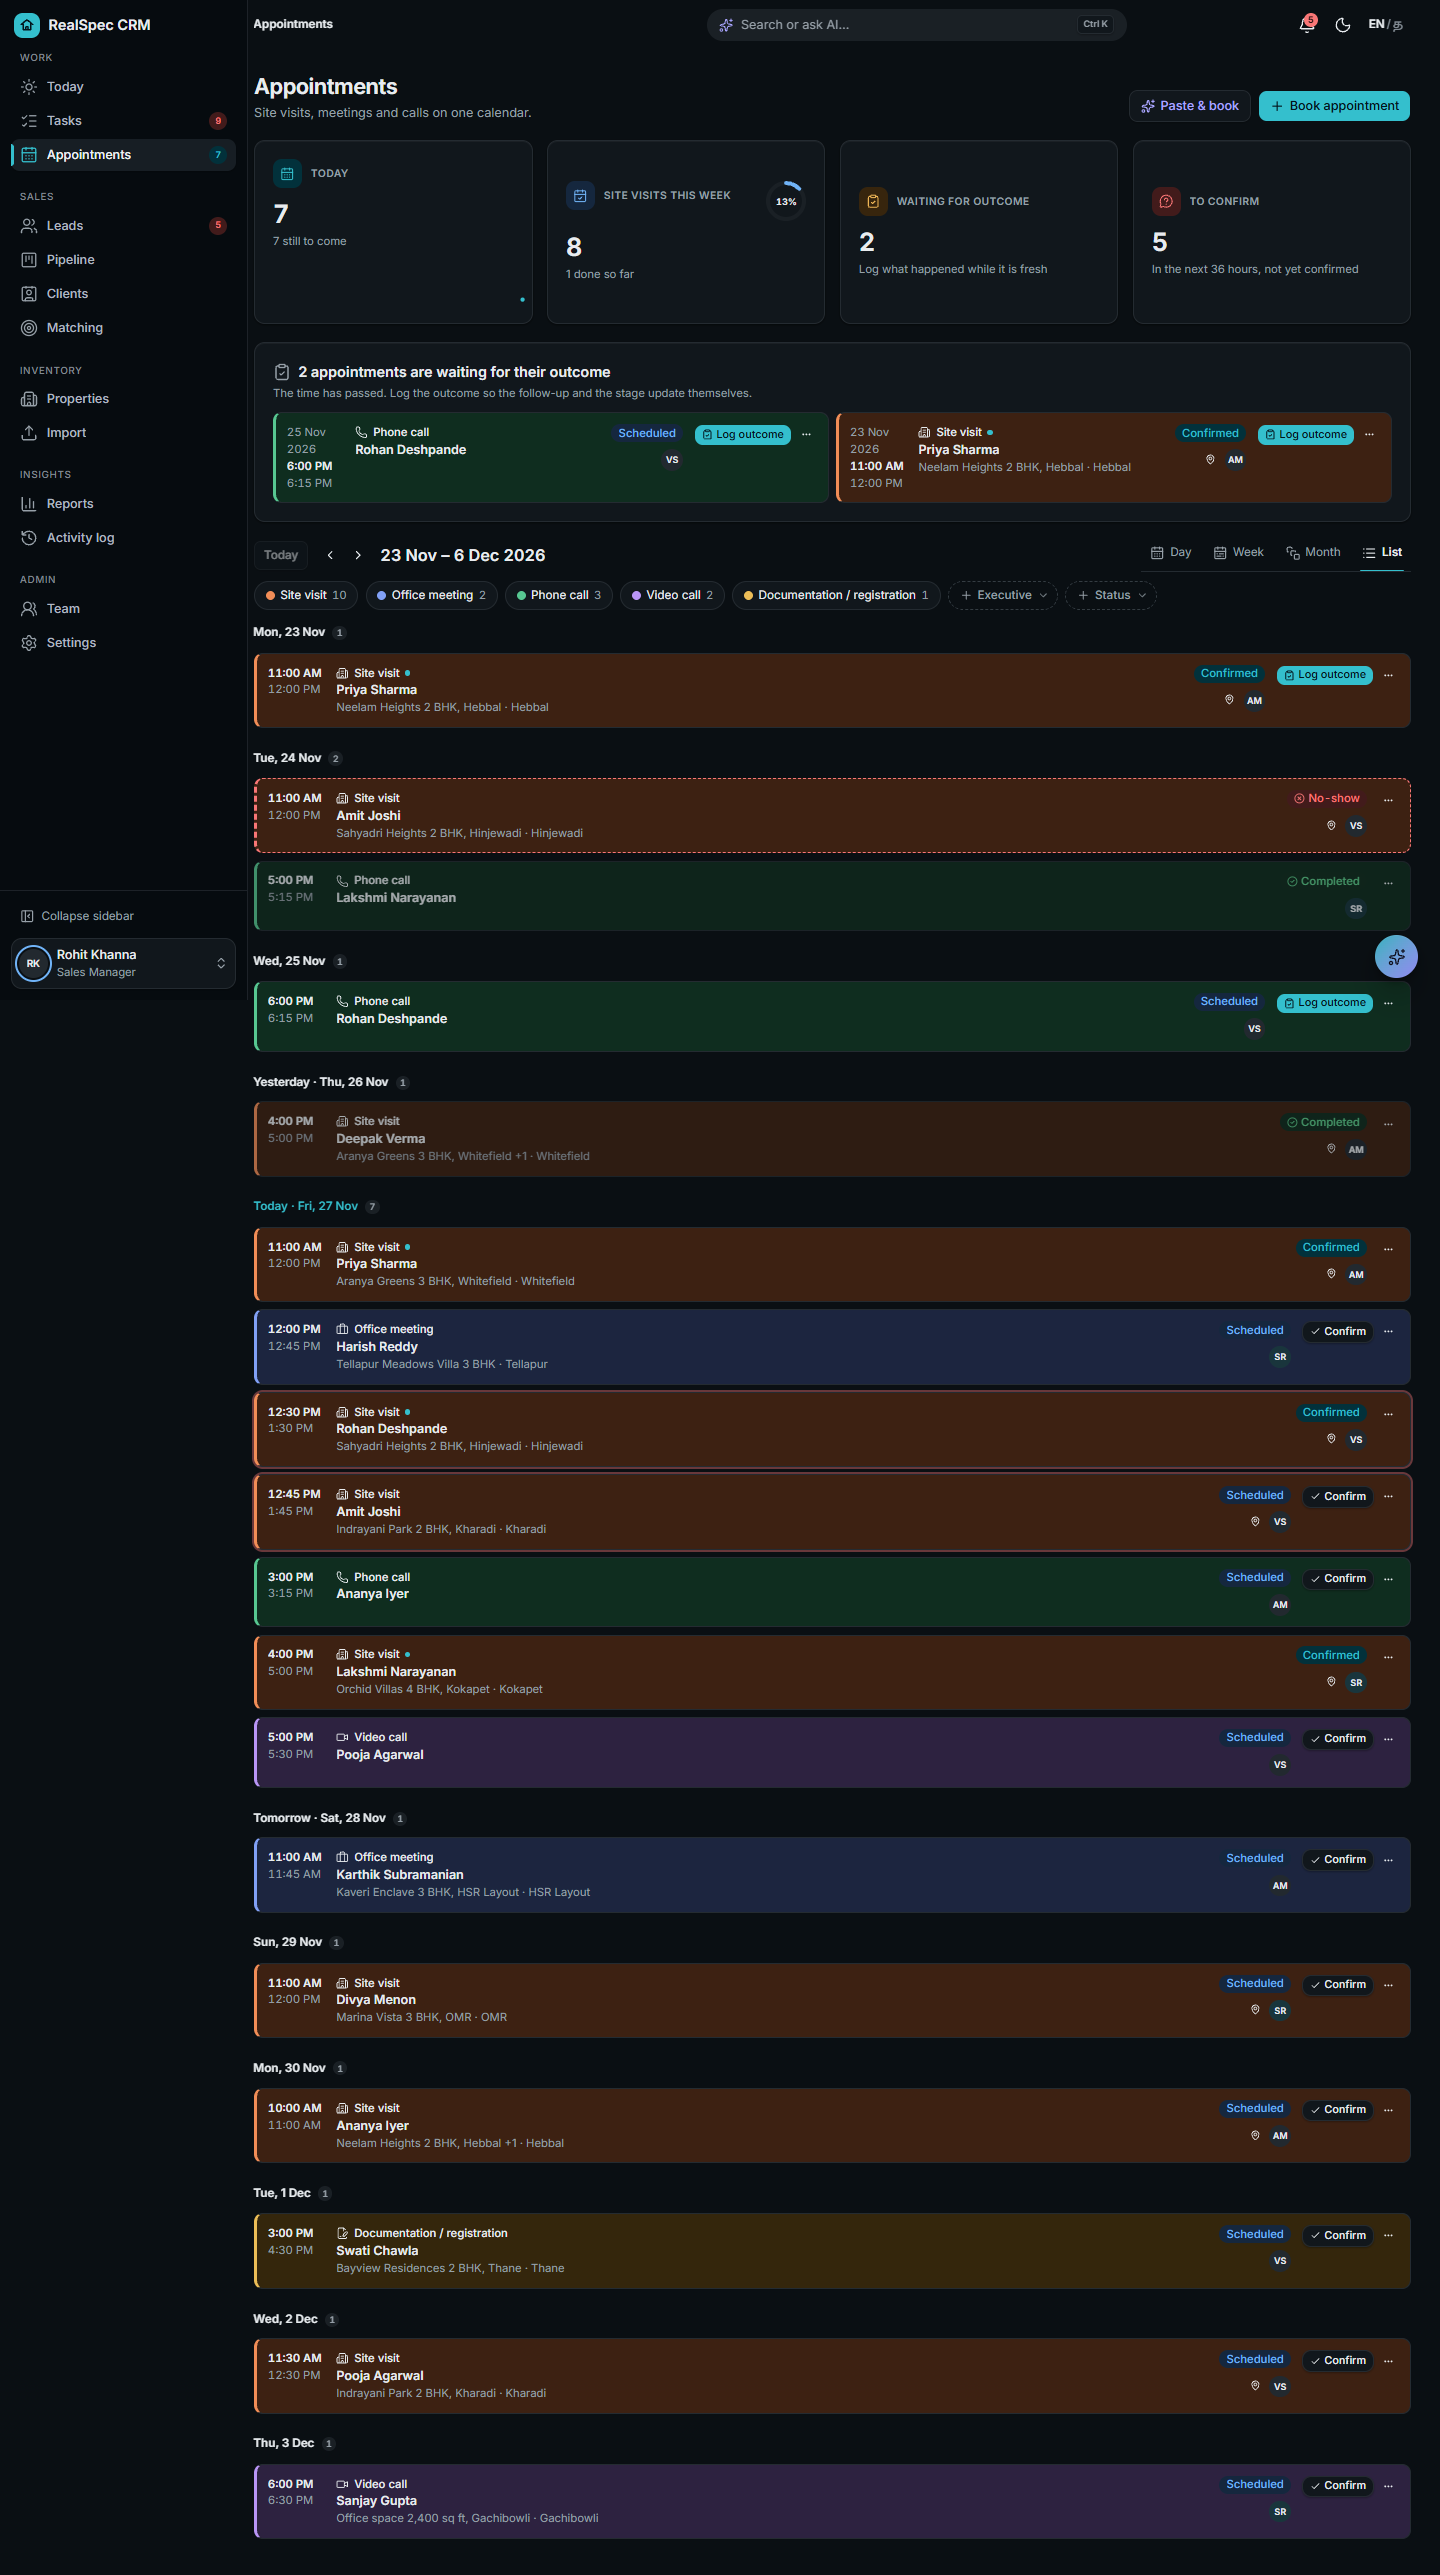 RealSpec CRM
Appointments
Search or ask AI...
Ctrl K
5
EN / த
WORK
Today
Tasks
9
Appointments
7
SALES
Leads
5
Pipeline
Clients
Matching
INVENTORY
Properties
Import
INSIGHTS
Reports
Activity log
ADMIN
Team
Settings
Collapse sidebar
RK
Rohit Khanna
Sales Manager
Appointments
Site visits, meetings and calls on one calendar.
Paste & book
Book appointment
TODAY
7
7 still to come
SITE VISITS THIS WEEK
13%
8
1 done so far
WAITING FOR OUTCOME
2
Log what happened while it is fresh
TO CONFIRM
5
In the next 36 hours, not yet confirmed
2 appointments are waiting for their outcome
The time has passed. Log the outcome so the follow-up and the stage update themselves.
25 Nov 2026
6:00 PM
6:15 PM
Phone call
Rohan Deshpande
Scheduled
VS
Log outcome
23 Nov 2026
11:00 AM
12:00 PM
Site visit
Priya Sharma
Neelam Heights 2 BHK, Hebbal · Hebbal
Confirmed
AM
Log outcome
Today
23 Nov – 6 Dec 2026
Day
Week
Month
List
Site visit 10
Office meeting 2
Phone call 3
Video call 2
Documentation / registration 1
Executive
Status
Mon, 23 Nov 1
11:00 AM
12:00 PM
Site visit
Priya Sharma
Neelam Heights 2 BHK, Hebbal · Hebbal
Confirmed
AM
Log outcome
Tue, 24 Nov 2
11:00 AM
12:00 PM
Site visit
Amit Joshi
Sahyadri Heights 2 BHK, Hinjewadi · Hinjewadi
No-show
VS
5:00 PM
5:15 PM
Phone call
Lakshmi Narayanan
Completed
SR
Wed, 25 Nov 1
6:00 PM
6:15 PM
Phone call
Rohan Deshpande
Scheduled
VS
Log outcome
Yesterday · Thu, 26 Nov 1
4:00 PM
5:00 PM
Site visit
Deepak Verma
Aranya Greens 3 BHK, Whitefield +1 · Whitefield
Completed
AM
Today · Fri, 27 Nov 7
11:00 AM
12:00 PM
Site visit
Priya Sharma
Aranya Greens 3 BHK, Whitefield · Whitefield
Confirmed
AM
12:00 PM
12:45 PM
Office meeting
Harish Reddy
Tellapur Meadows Villa 3 BHK · Tellapur
Scheduled
SR
Confirm
12:30 PM
1:30 PM
Site visit
Rohan Deshpande
Sahyadri Heights 2 BHK, Hinjewadi · Hinjewadi
Confirmed
VS
12:45 PM
1:45 PM
Site visit
Amit Joshi
Indrayani Park 2 BHK, Kharadi · Kharadi
Scheduled
VS
Confirm
3:00 PM
3:15 PM
Phone call
Ananya Iyer
Scheduled
AM
Confirm
4:00 PM
5:00 PM
Site visit
Lakshmi Narayanan
Orchid Villas 4 BHK, Kokapet · Kokapet
Confirmed
SR
5:00 PM
5:30 PM
Video call
Pooja Agarwal
Scheduled
VS
Confirm
Tomorrow · Sat, 28 Nov 1
11:00 AM
11:45 AM
Office meeting
Karthik Subramanian
Kaveri Enclave 3 BHK, HSR Layout · HSR Layout
Scheduled
AM
Confirm
Sun, 29 Nov 1
11:00 AM
12:00 PM
Site visit
Divya Menon
Marina Vista 3 BHK, OMR · OMR
Scheduled
SR
Confirm
Mon, 30 Nov 1
10:00 AM
11:00 AM
Site visit
Ananya Iyer
Neelam Heights 2 BHK, Hebbal +1 · Hebbal
Scheduled
AM
Confirm
Tue, 1 Dec 1
3:00 PM
4:30 PM
Documentation / registration
Swati Chawla
Bayview Residences 2 BHK, Thane · Thane
Scheduled
VS
Confirm
Wed, 2 Dec 1
11:30 AM
12:30 PM
Site visit
Pooja Agarwal
Indrayani Park 2 BHK, Kharadi · Kharadi
Scheduled
VS
Confirm
Thu, 3 Dec 1
6:00 PM
6:30 PM
Video call
Sanjay Gupta
Office space 2,400 sq ft, Gachibowli · Gachibowli
Scheduled
SR
Confirm